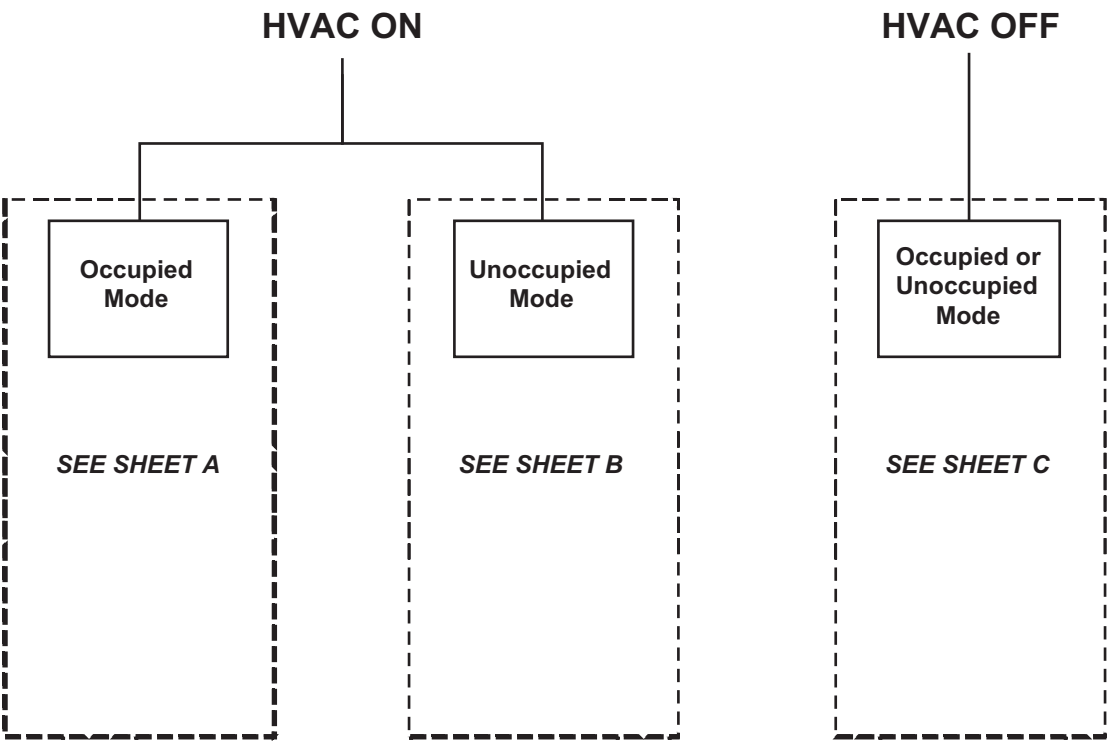 HVAC ON
HVAC OFF
Occupied
Mode
Unoccupied
Mode
Occupied or
Unoccupied
Mode
SEE SHEET A
SEE SHEET B
SEE SHEET C